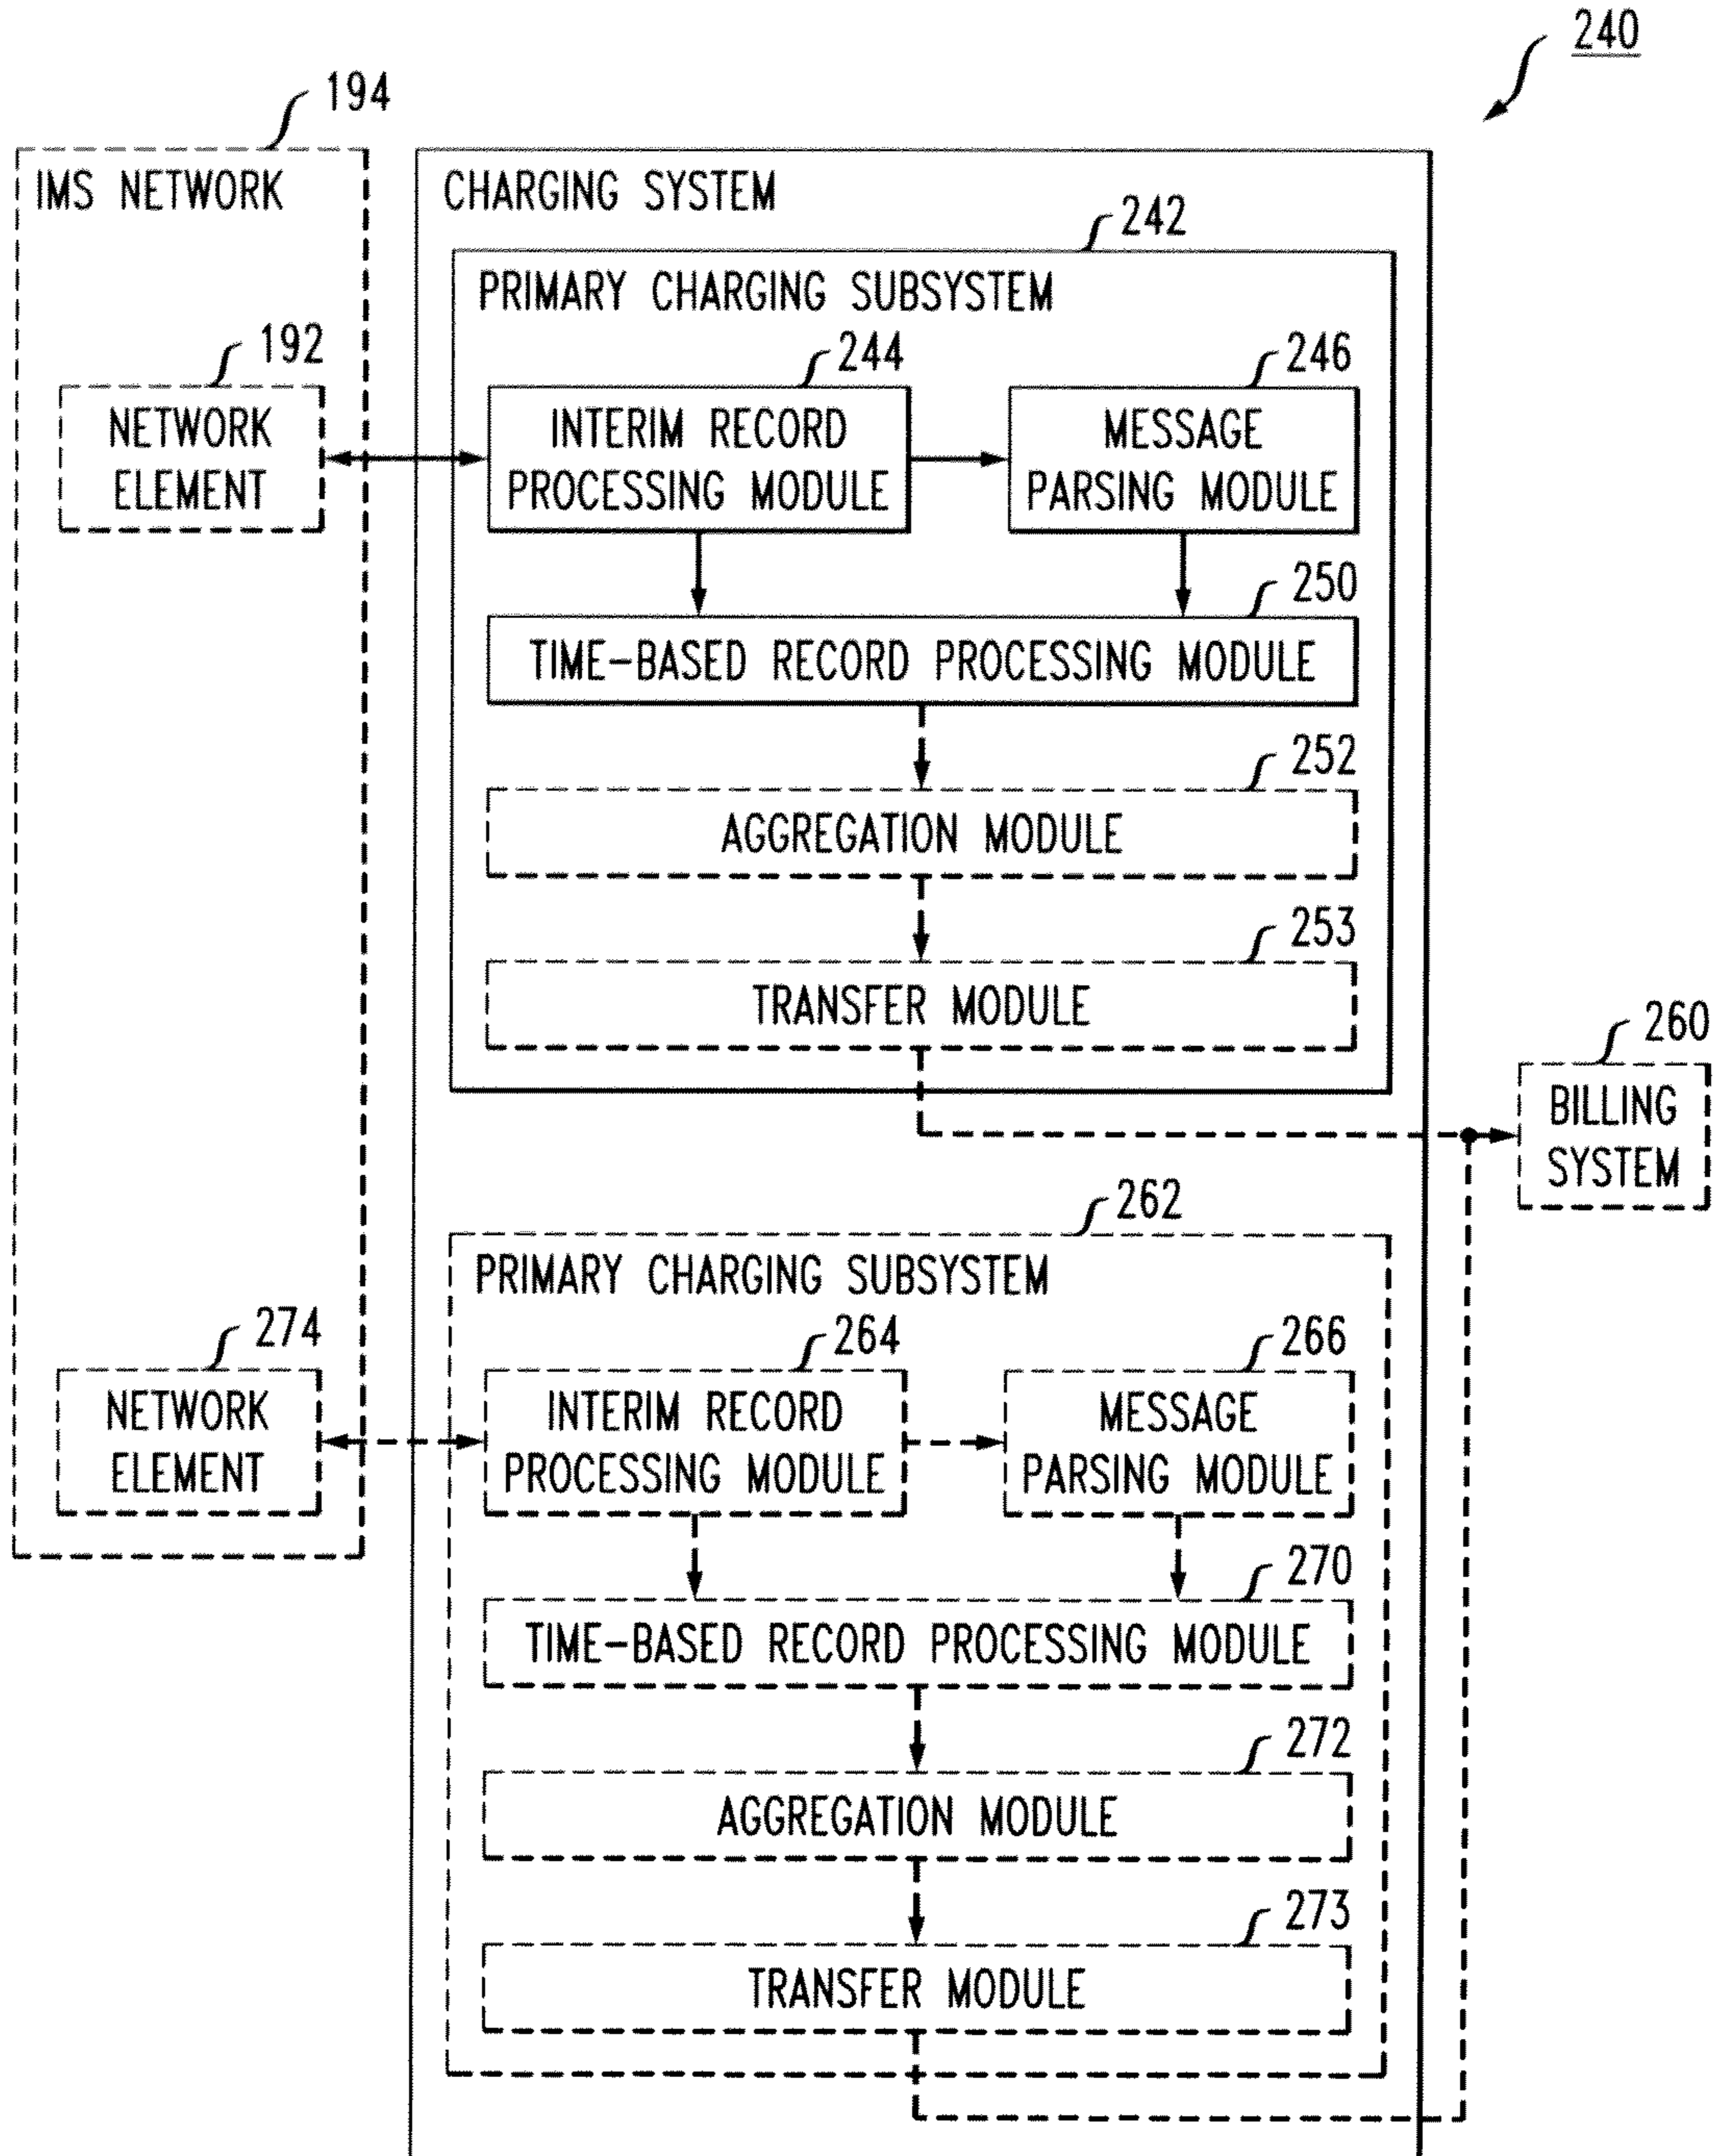 240
194
IMS NETWORK
CHARGING SYSTEM
242
PRIMARY CHARGING SUBSYSTEM
192
244
246
NETWORK
ELEMENT
INTERIM RECORD
PROCESSING MODULE
MESSAGE
PARSING MODULE
250
TIME-BASED RECORD PROCESSING MODULE
252
AGGREGATION MODULE
253
TRANSFER MODULE
260
BILLING
SYSTEM
262
PRIMARY CHARGING SUBSYSTEM
274
264
266
NETWORK
ELEMENT
INTERIM RECORD
PROCESSING MODULE
MESSAGE
PARSING MODULE
270
TIME-BASED RECORD PROCESSING MODULE
272
AGGREGATION MODULE
273
TRANSFER MODULE